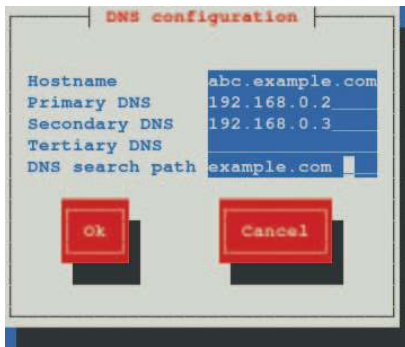 DNS configuration
Hostname abc.example.com
Primary DNS 192.168.0.2
Secondary DNS 192.168.0.3
Tertiary DNS
DNS search path example.com
Ok Cancel